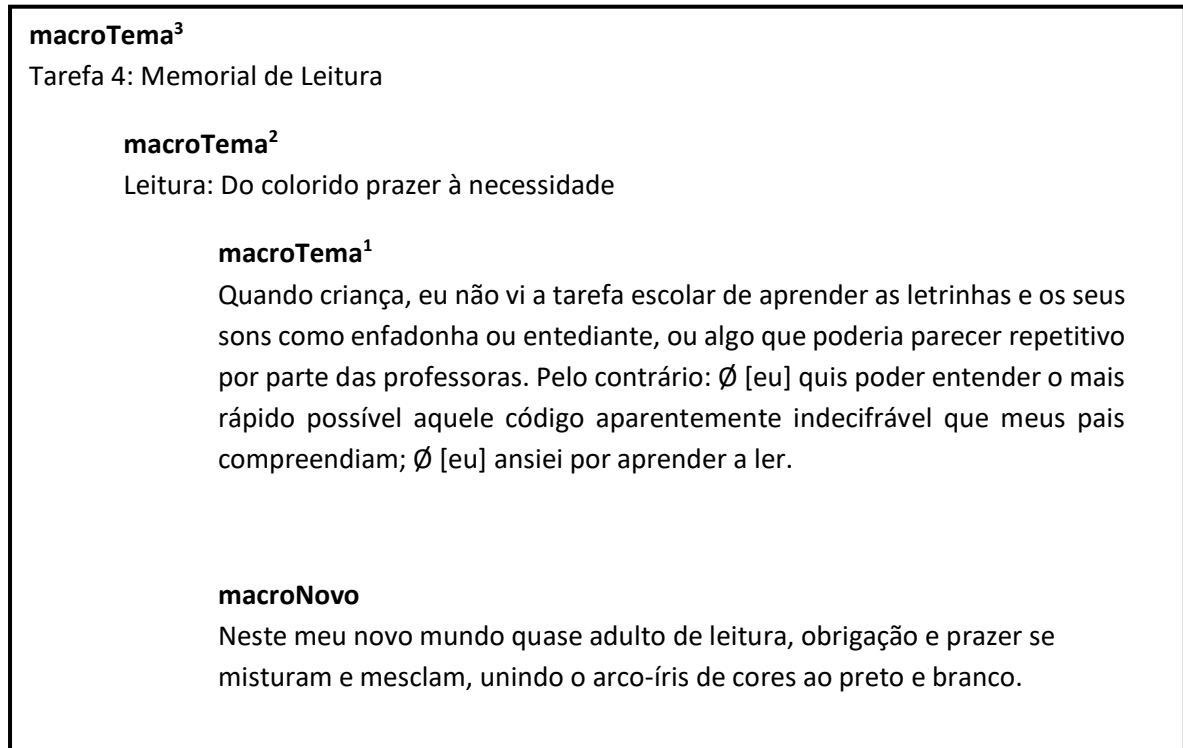 macroTema³
Tarefa 4: Memorial de Leitura
macroTema²
Leitura: Do colorido prazer à necessidade
macroTema¹
Quando criança, eu não vi a tarefa escolar de aprender as letrinhas e os seus
sons como enfadonha ou entediante, ou algo que poderia parecer repetitivo
por parte das professoras. Pelo contrário: Ø [eu] quis poder entender o mais
rápido possível aquele código aparentemente indecifrável que meus pais
compreendiam; Ø [eu] ansiei por aprender a ler.
macroNovo
Neste meu novo mundo quase adulto de leitura, obrigação e prazer se
misturam e mesclam, unindo o arco-íris de cores ao preto e branco.